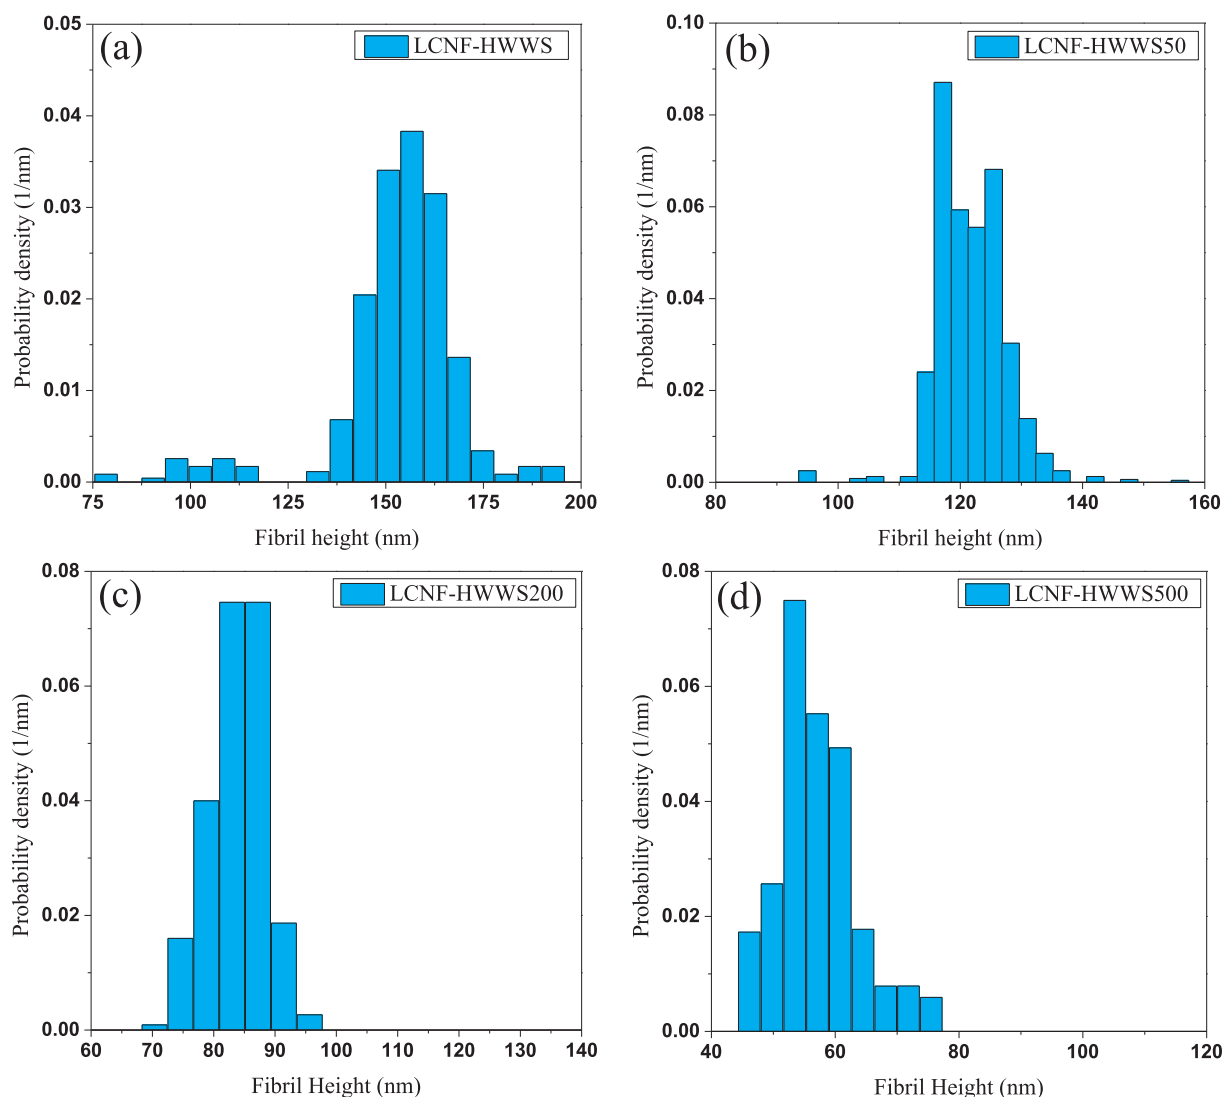 (a)
LCNF-HWWS
Probability density (1/nm)
0.05
0.04
0.03
0.02
0.01
0.00
75 100 125 150 175 200
Fibril height (nm)
(b)
LCNF-HWWS50
Probability density (1/nm)
0.10
0.08
0.06
0.04
0.02
0.00
80 100 120 140 160
Fibril height (nm)
(c)
LCNF-HWWS200
Probability density (1/nm)
0.08
0.06
0.04
0.02
0.00
60 70 80 90 100 110 120 130 140
Fibril Height (nm)
(d)
LCNF-HWWS500
Probability density (1/nm)
0.08
0.06
0.04
0.02
0.00
40 60 80 100 120
Fibril Height (nm)